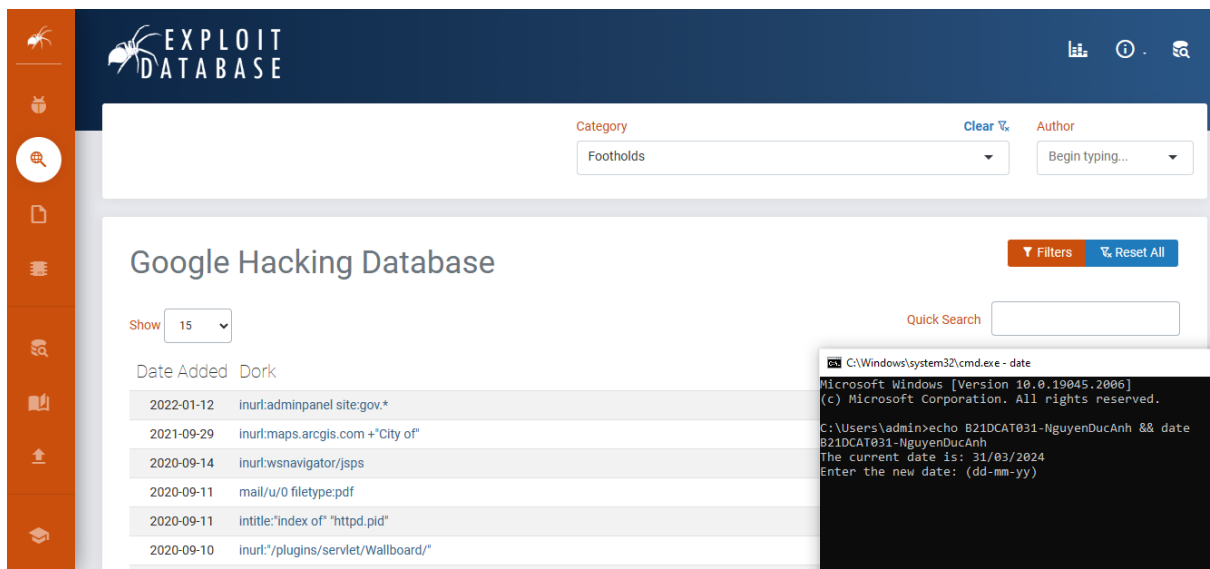 EXPLOIT
DATABASE
Category
Clear
Author
Footholds
Begin typing...
Google Hacking Database
Filters
Reset All
Show 15
Quick Search
Date Added Dork
2022-01-12 inurl:adminpanel site:gov.*
2021-09-29 inurl:maps.arcgis.com +"City of"
2020-09-14 inurl:wsnavigator/jsps
2020-09-11 mail/u/0 filetype:pdf
2020-09-11 intitle:"index of" "httpd.pid"
2020-09-10 inurl:"/plugins/servlet/Wallboard/"
C:\Windows\system32\cmd.exe - date
Microsoft Windows [Version 10.0.19045.2006]
(c) Microsoft Corporation. All rights reserved.
C:\Users\admin>echo B21DCAT031-NguyenDucAnh && date
B21DCAT031-NguyenDucAnh
The current date is: 31/03/2024
Enter the new date: (dd-mm-yy)